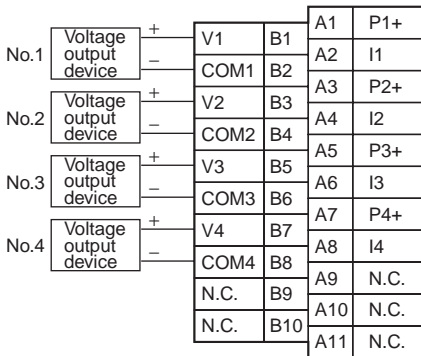 A1 P1+
No.1 Voltage output device + V1 B1
A2 I1
− COM1 B2
A3 P2+
No.2 Voltage output device + V2 B3
A4 I2
− COM2 B4
A5 P3+
No.3 Voltage output device + V3 B5
A6 I3
− COM3 B6
A7 P4+
No.4 Voltage output device + V4 B7
A8 I4
− COM4 B8
A9 N.C.
N.C. B9
A10 N.C.
N.C. B10
A11 N.C.